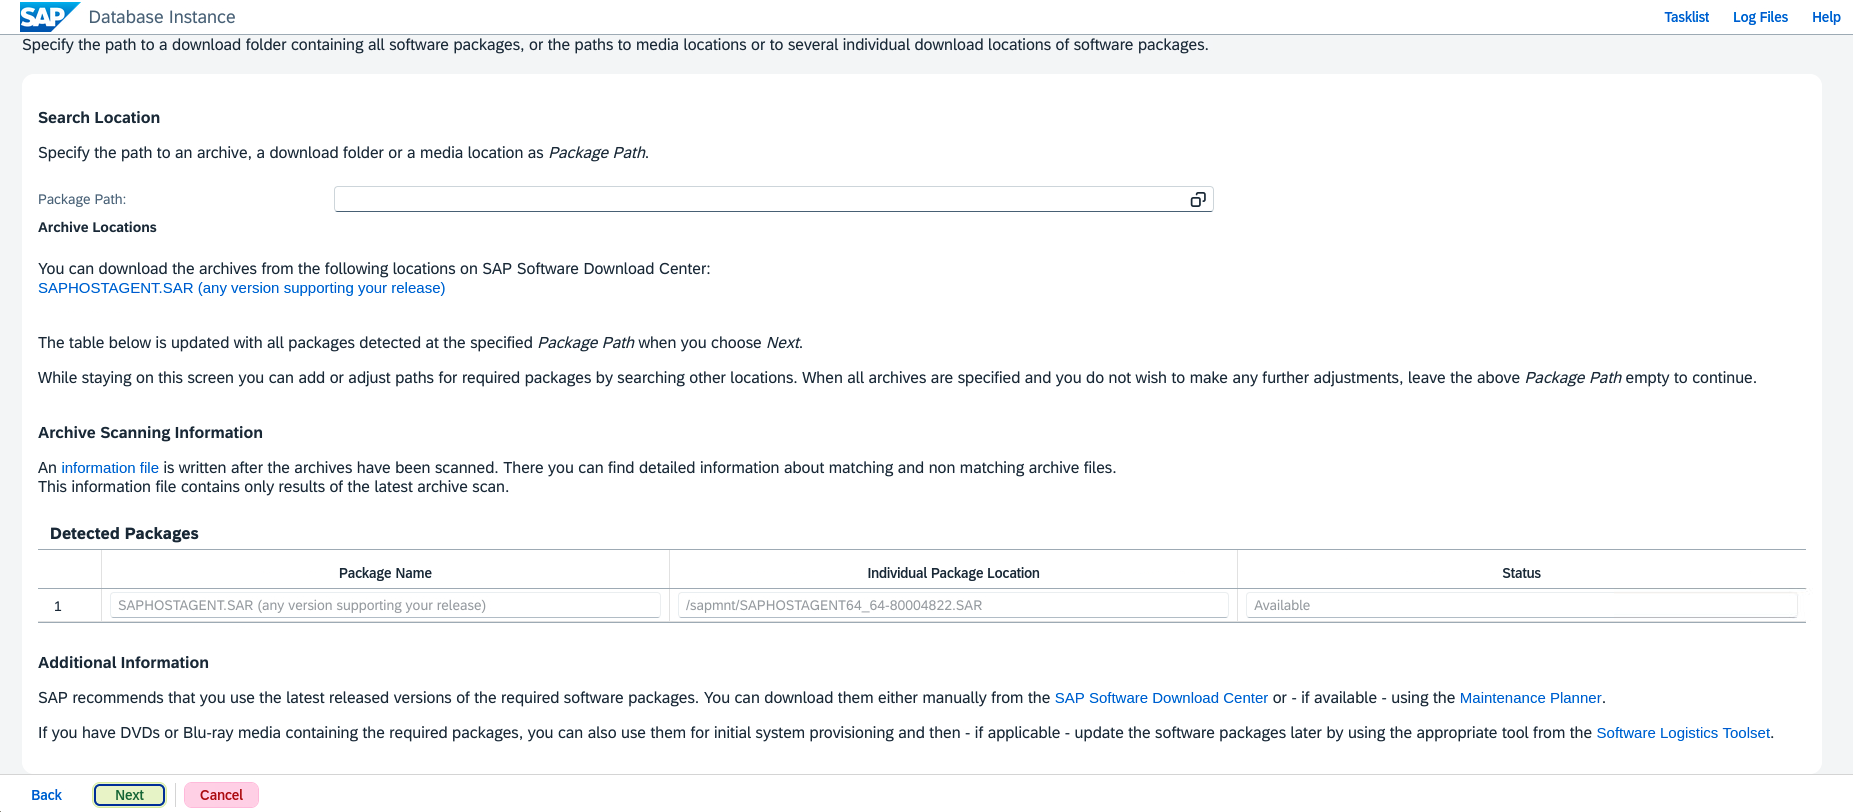 SAP Database Instance Tasklist Log Files Help
Specify the path to a download folder containing all software packages, or the paths to media locations or to several individual download locations of software packages.
Search Location
Specify the path to an archive, a download folder or a media location as Package Path.
Package Path:
Archive Locations
You can download the archives from the following locations on SAP Software Download Center:
SAPHOSTAGENT.SAR (any version supporting your release)
The table below is updated with all packages detected at the specified Package Path when you choose Next.
While staying on this screen you can add or adjust paths for required packages by searching other locations. When all archives are specified and you do not wish to make any further adjustments, leave the above Package Path empty to continue.
Archive Scanning Information
An information file is written after the archives have been scanned. There you can find detailed information about matching and non matching archive files.
This information file contains only results of the latest archive scan.
Detected Packages
Package Name Individual Package Location Status
1 SAPHOSTAGENT.SAR (any version supporting your release) /sapmnt/SAPHOSTAGENT64_64-80004822.SAR Available
Additional Information
SAP recommends that you use the latest released versions of the required software packages. You can download them either manually from the SAP Software Download Center or - if available - using the Maintenance Planner.
If you have DVDs or Blu-ray media containing the required packages, you can also use them for initial system provisioning and then - if applicable - update the software packages later by using the appropriate tool from the Software Logistics Toolset.
Back Next Cancel